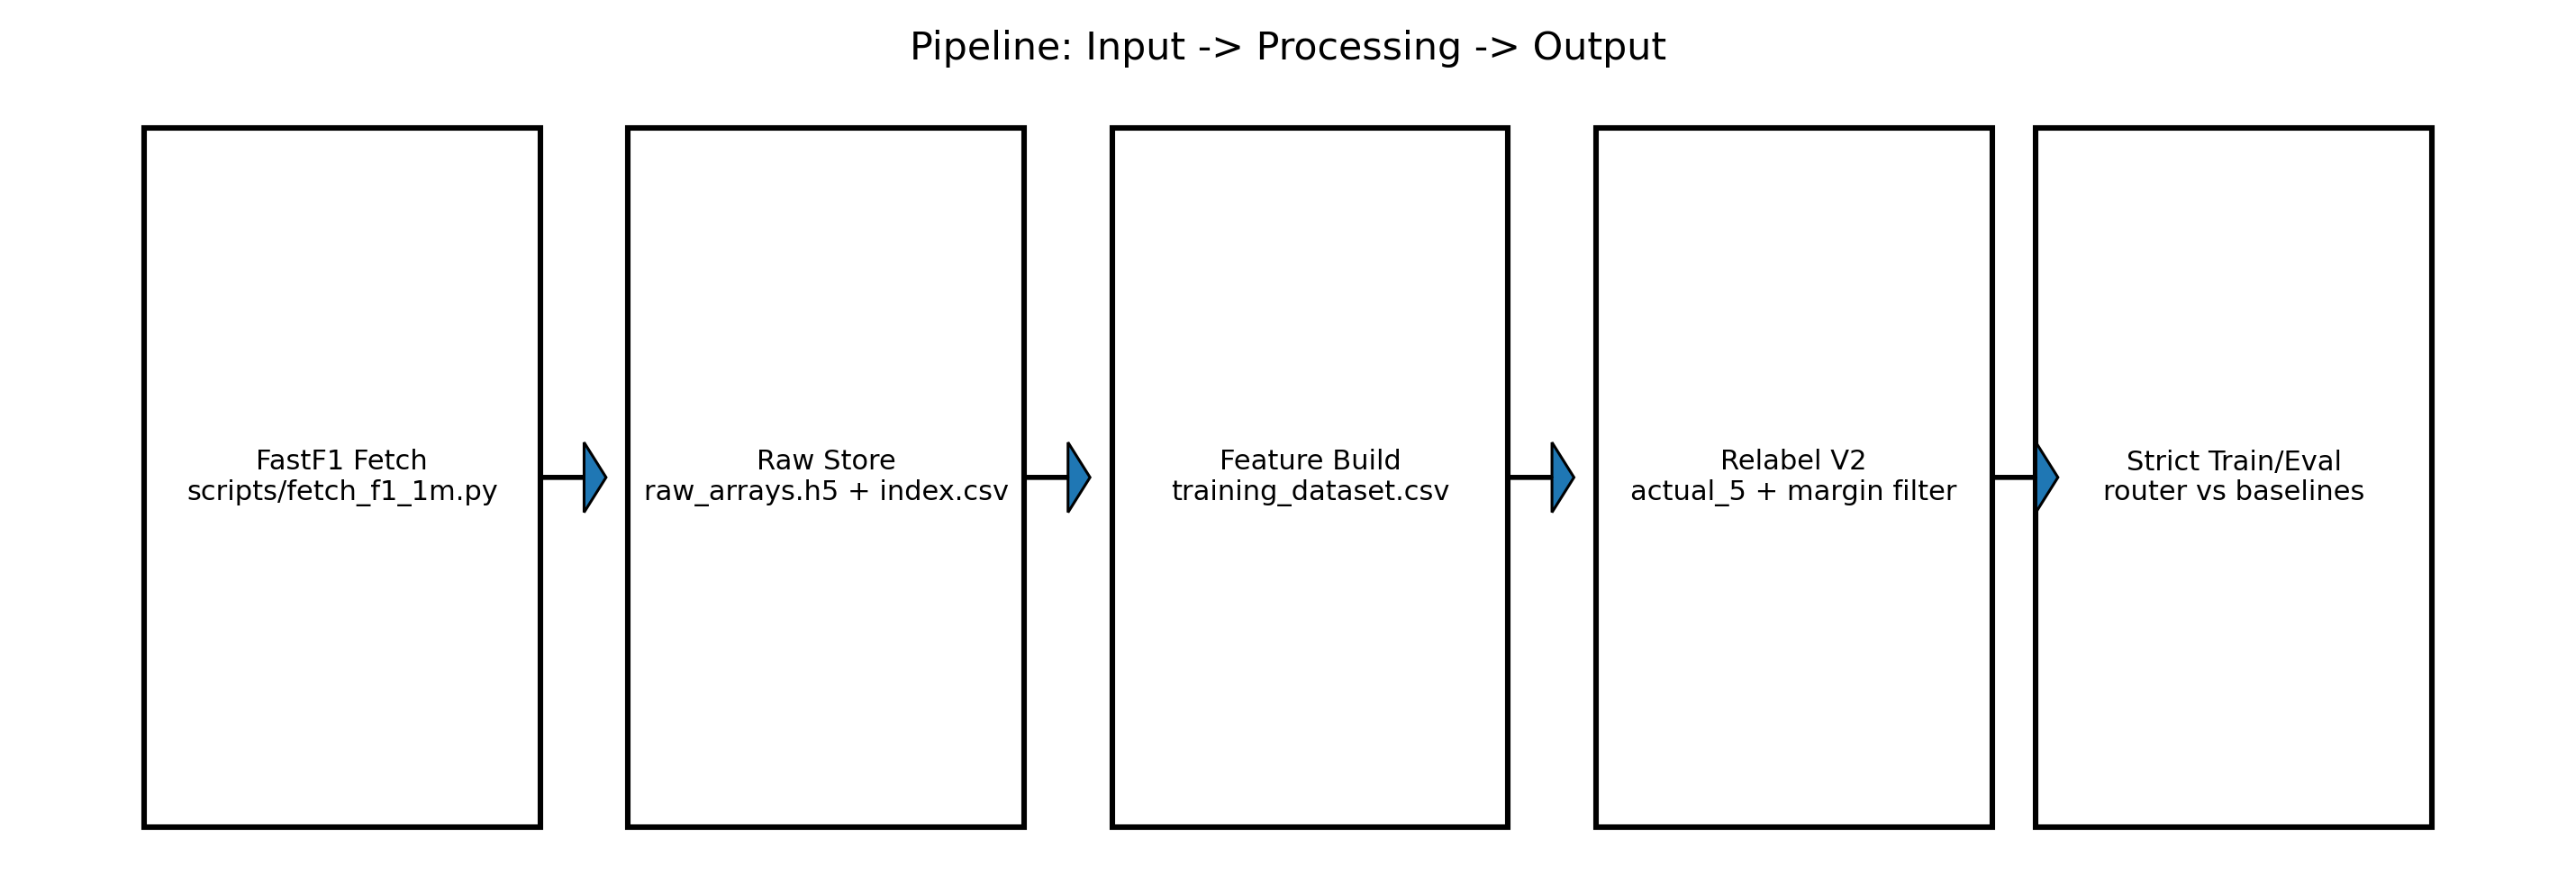 Pipeline: Input -> Processing -> Output
FastF1 Fetch
scripts/fetch_f1_1m.py
Raw Store
raw_arrays.h5 + index.csv
Feature Build
training_dataset.csv
Relabel V2
actual_5 + margin filter
Strict Train/Eval
router vs baselines